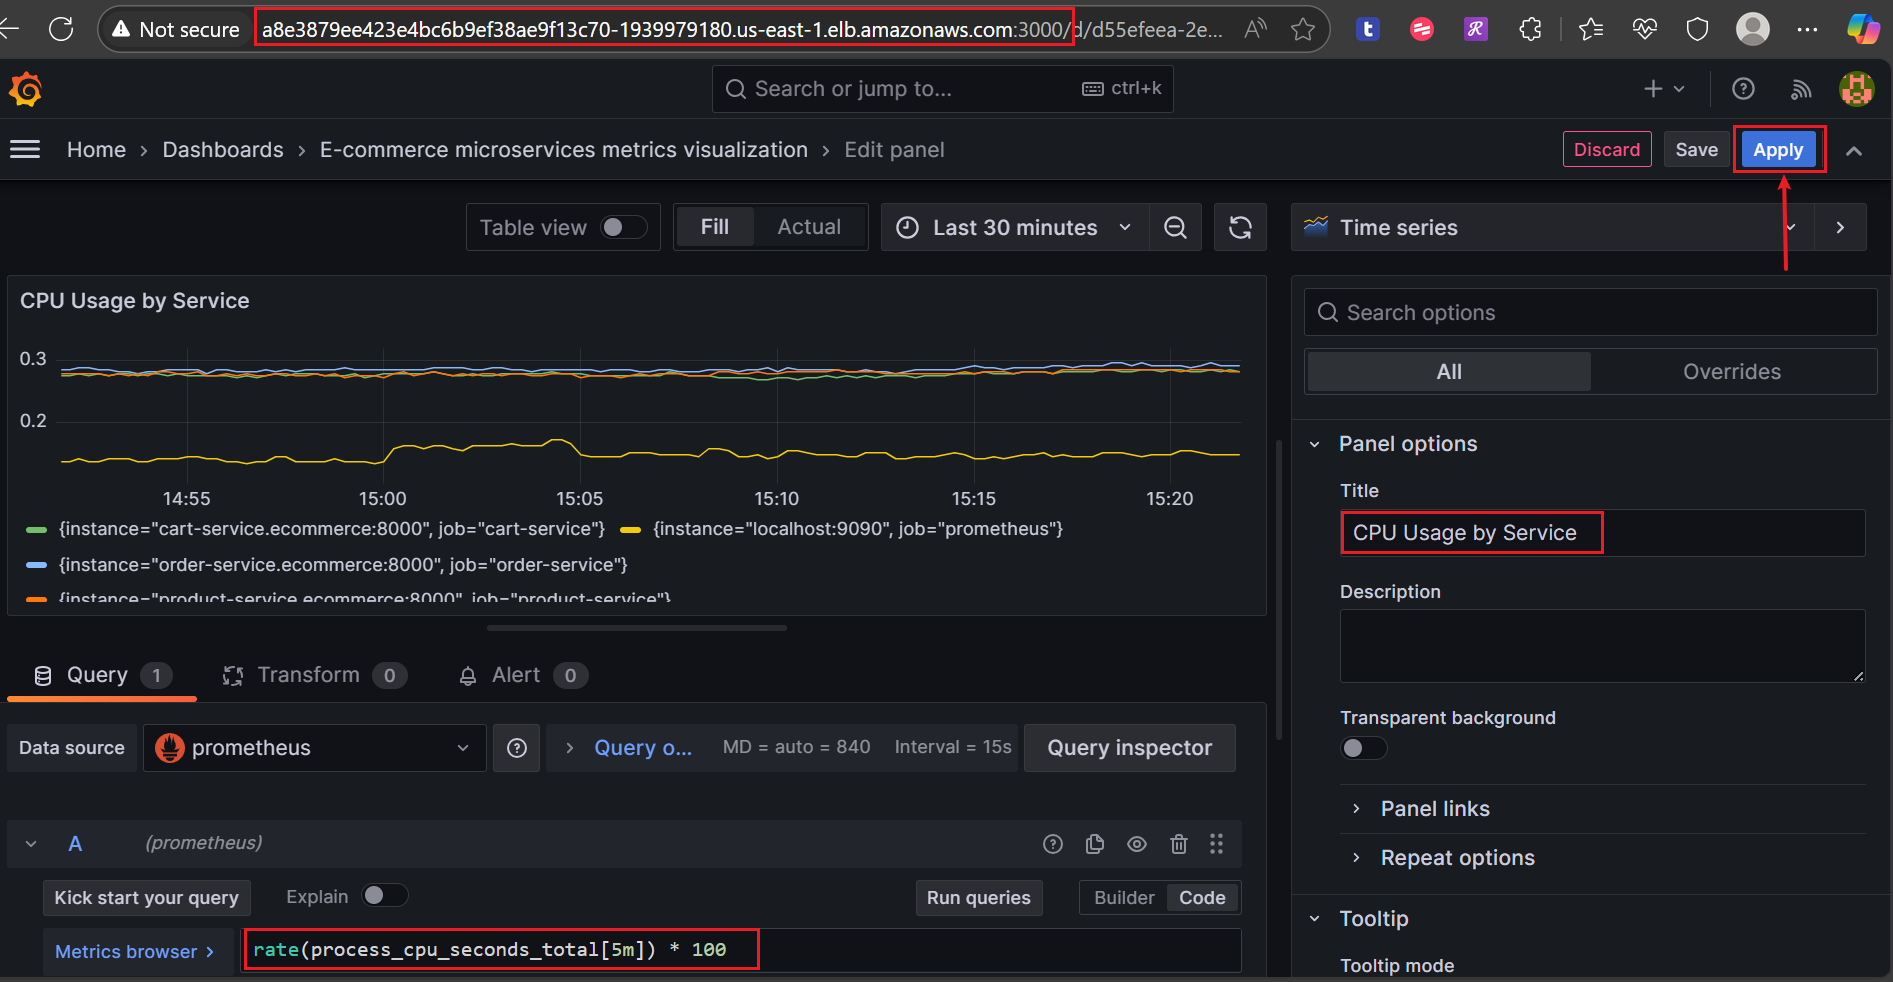 Not secure a8e3879ee423e4bc6b9ef38ae9f13c70-1939979180.us-east-1.elb.amazonaws.com:3000/d/d55efeea-2e...
Search or jump to... ctrl+k
Home > Dashboards > E-commerce microservices metrics visualization > Edit panel
Discard Save Apply
Table view Fill Actual Last 30 minutes Time series
CPU Usage by Service
0.3
0.2
14:55 15:00 15:05 15:10 15:15 15:20
{instance="cart-service.ecommerce:8000", job="cart-service"} {instance="localhost:9090", job="prometheus"}
{instance="order-service.ecommerce:8000", job="order-service"}
{instance="product-service.ecommerce:8000", job="product-service"}
Search options
All Overrides
Panel options
Title
CPU Usage by Service
Description
Transparent background
Panel links
Repeat options
Tooltip
Tooltip mode
Query 1 Transform 0 Alert 0
Data source prometheus Query o... MD = auto = 840 Interval = 15s Query inspector
A (prometheus)
Kick start your query Explain Run queries Builder Code
Metrics browser > rate(process_cpu_seconds_total[5m]) * 100